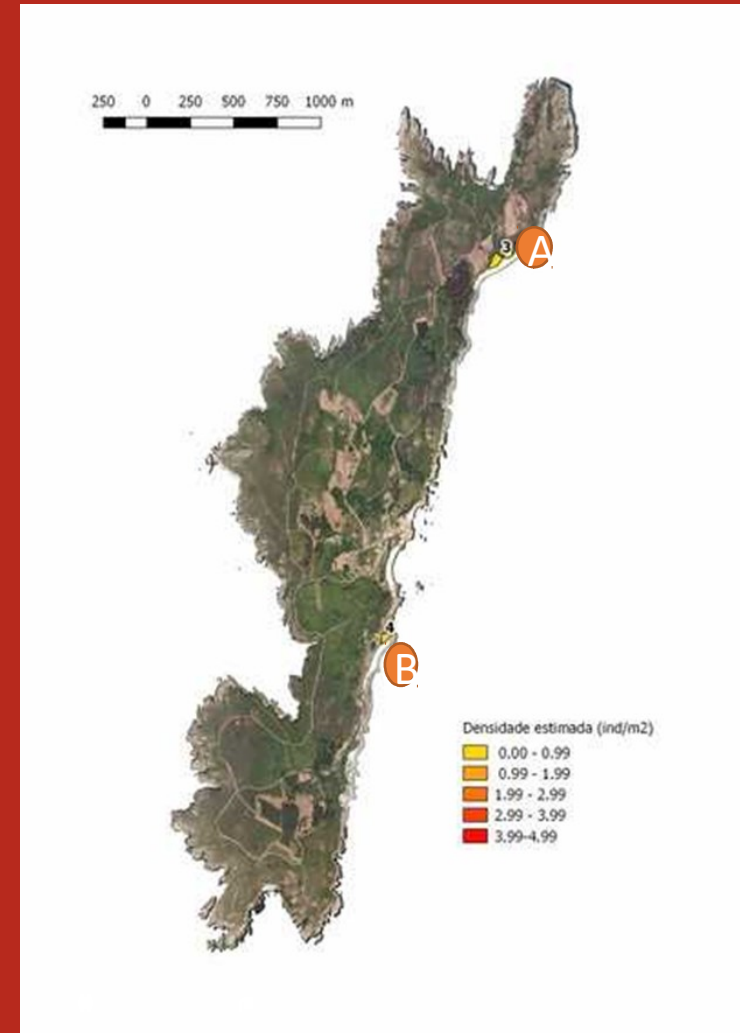 250 0 250 500 750 1000 m
3
A
4
B
Densidade estimada (ind/m2)
0.00 - 0.99
0.99 - 1.99
1.99 - 2.99
2.99 - 3.99
3.99-4.99